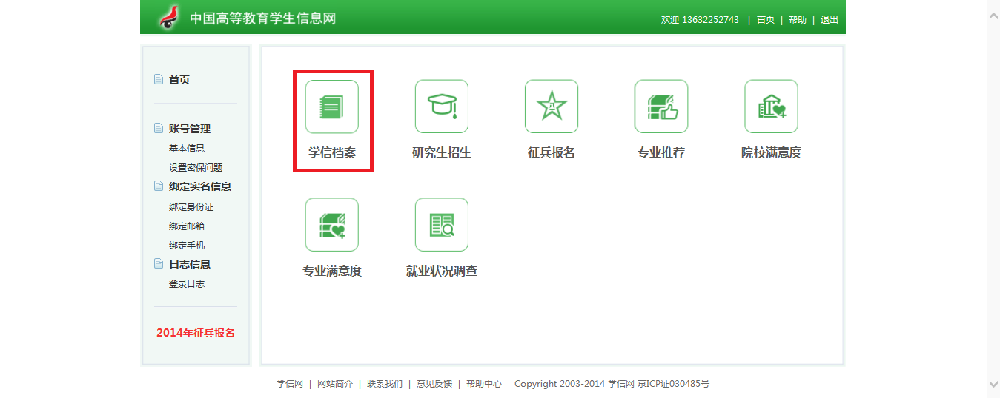 中国高等教育学生信息网
欢迎 13632252743 | 首页 | 帮助 | 退出
首页
账号管理
基本信息
设置密保问题
绑定实名信息
绑定身份证
绑定邮箱
绑定手机
日志信息
登录日志
2014年征兵报名
学信档案 研究生招生 征兵报名 专业推荐 院校满意度
专业满意度 就业状况调查
学信网 | 网站简介 | 联系我们 | 意见反馈 | 帮助中心 Copyright 2003-2014 学信网 京ICP证030485号